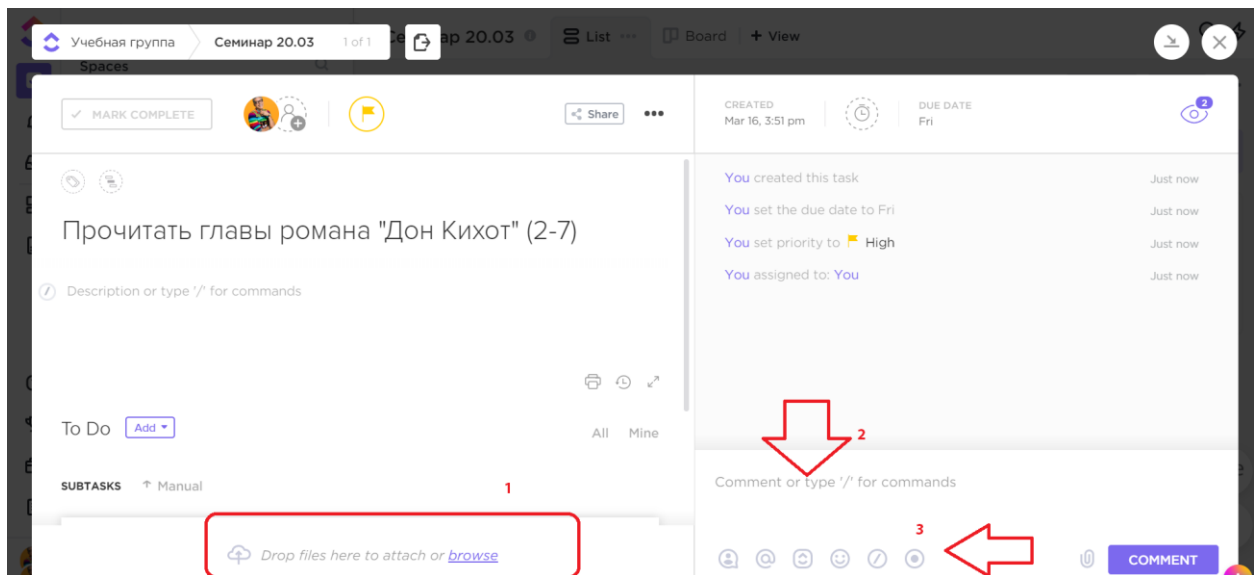 Учебная группа
Семинар 20.03
1 of 1
ар 20.03
List
Board
+ View
Spaces
MARK COMPLETE
Share
CREATED
Mar 16, 3:51 pm
DUE DATE
Fri
2
You created this task
Just now
You set the due date to Fri
Just now
Прочитать главы романа "Дон Кихот" (2-7)
You set priority to High
Just now
You assigned to: You
Just now
Description or type '/' for commands
To Do
Add
All
Mine
2
SUBTASKS
Manual
1
Comment or type '/' for commands
3
Drop files here to attach or browse
COMMENT